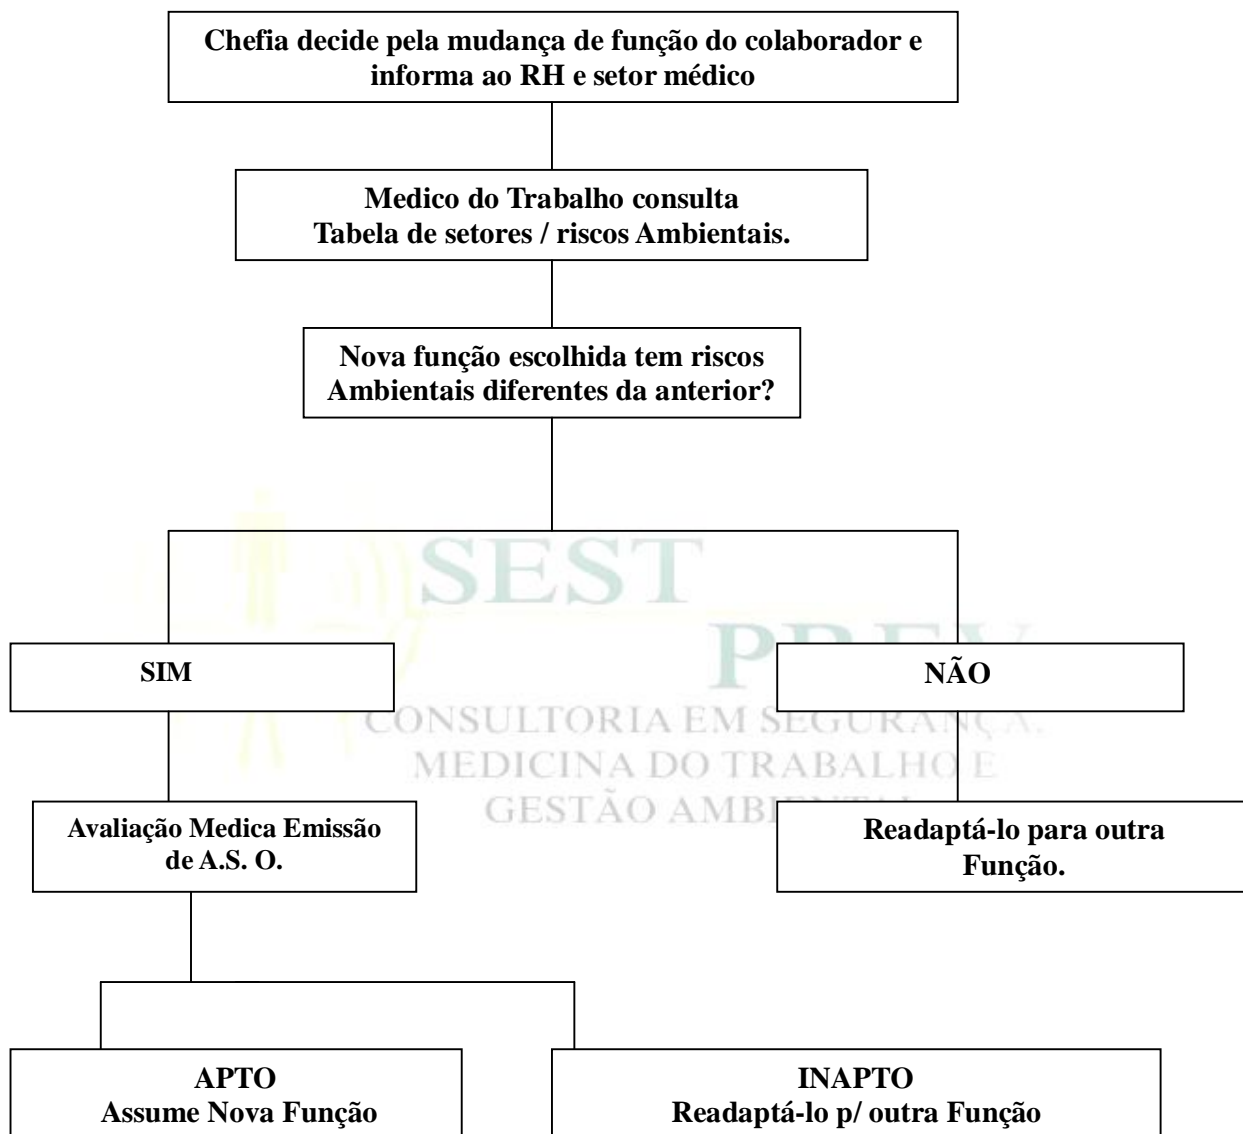 Chefia decide pela mudança de função do colaborador e
informa ao RH e setor médico
Medico do Trabalho consulta
Tabela de setores / riscos Ambientais.
Nova função escolhida tem riscos
Ambientais diferentes da anterior?
SEST
PREV
SIM
NÃO
CONSULTORIA EM SEGURANÇA,
MEDICINA DO TRABALHO E
GESTÃO AMBIENTAL
Avaliação Medica Emissão
de A.S. O.
Readaptá-lo para outra
Função.
APTO
Assume Nova Função
INAPTO
Readaptá-lo p/ outra Função